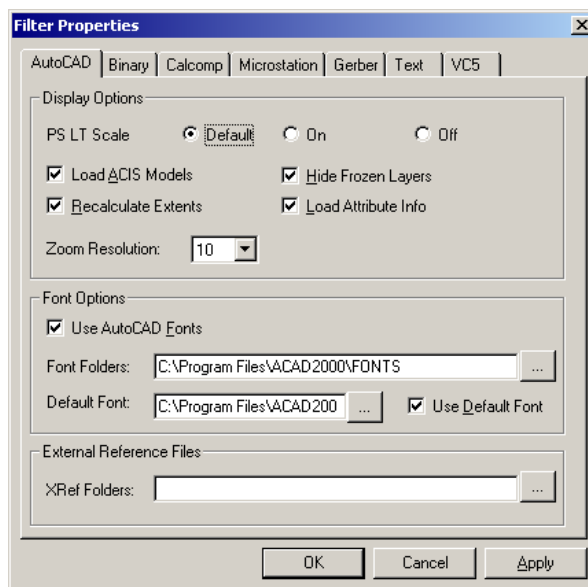 Filter Properties
AutoCAD Binary Calcomp Microstation Gerber Text VC5
Display Options
PS LT Scale Default On Off
Load ACIS Models Hide Frozen Layers
Recalculate Extents Load Attribute Info
Zoom Resolution: 10
Font Options
Use AutoCAD Fonts
Font Folders: C:\Program Files\ACAD2000\FONTS ...
Default Font: C:\Program Files\ACAD200 ... Use Default Font
External Reference Files
XRef Folders: ...
OK Cancel Apply